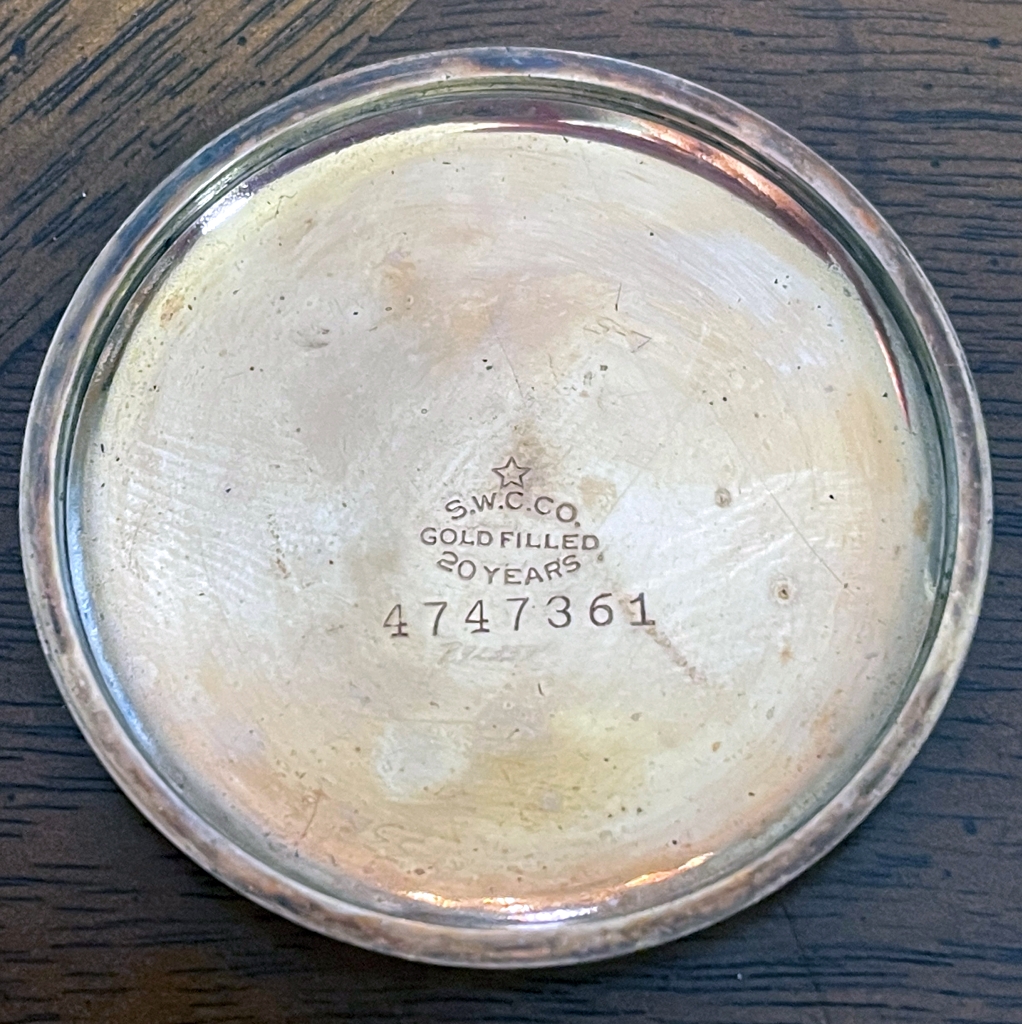 S.W.C.CO.
GOLD FILLED
20 YEARS
4747361